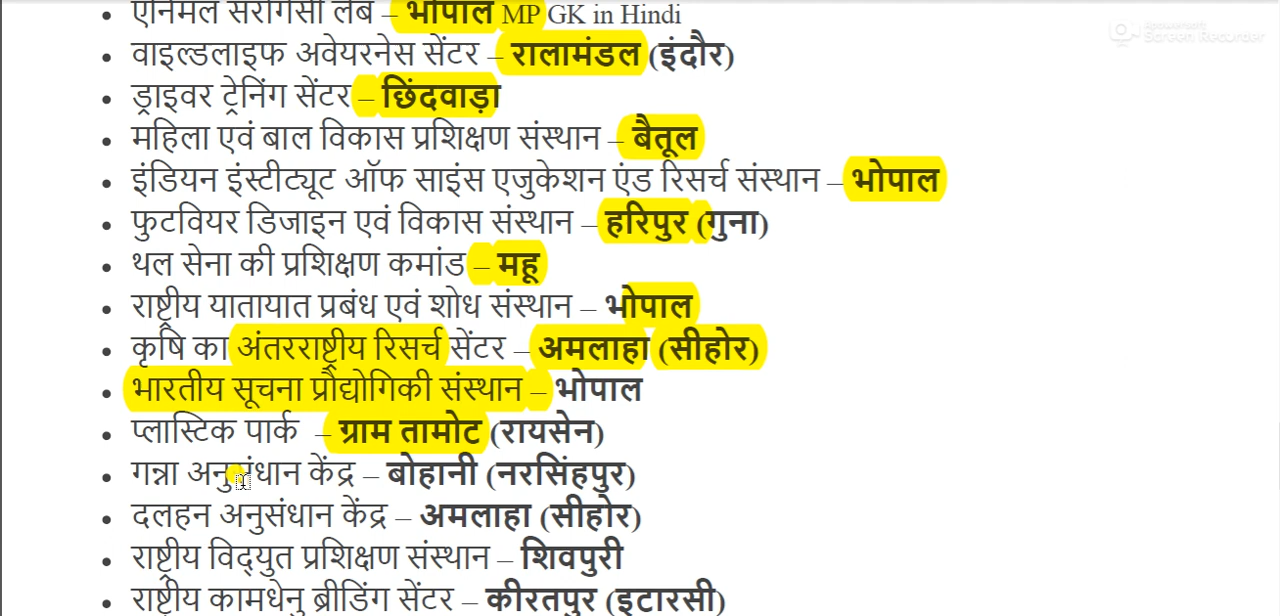 एनिमल सरोगेसी लैब – भोपाल MP GK in Hindi
Apowersoft
Screen Recorder
वाइल्डलाइफ अवेयरनेस सेंटर – रालामंडल (इंदौर)
ड्राइवर ट्रेनिंग सेंटर – छिंदवाड़ा
महिला एवं बाल विकास प्रशिक्षण संस्थान – बैतूल
इंडियन इंस्टीट्यूट ऑफ साइंस एजुकेशन एंड रिसर्च संस्थान – भोपाल
फुटवियर डिजाइन एवं विकास संस्थान – हरिपुर (गुना)
थल सेना की प्रशिक्षण कमांड – महू
राष्ट्रीय यातायात प्रबंध एवं शोध संस्थान – भोपाल
कृषि का अंतरराष्ट्रीय रिसर्च सेंटर – अमलाहा (सीहोर)
भारतीय सूचना प्रौद्योगिकी संस्थान – भोपाल
प्लास्टिक पार्क – ग्राम तामोट (रायसेन)
गन्ना अनुसंधान केंद्र – बोहानी (नरसिंहपुर)
दलहन अनुसंधान केंद्र – अमलाहा (सीहोर)
राष्ट्रीय विद्युत प्रशिक्षण संस्थान – शिवपुरी
राष्ट्रीय कामधेनु ब्रीडिंग सेंटर – कीरतपुर (इटारसी)